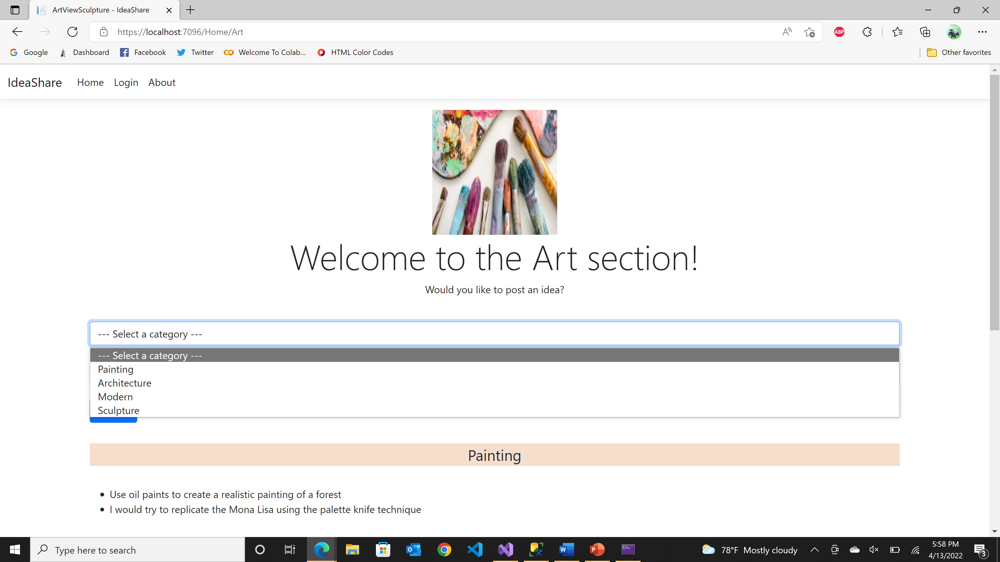 ArtViewSculpture - IdeaShare
https://localhost:7096/Home/Art
ABP
Google Dashboard Facebook Twitter Welcome To Colab... HTML Color Codes Other favorites
IdeaShare Home Login About
Welcome to the Art section!
Would you like to post an idea?
--- Select a category ---
--- Select a category ---
Painting
Architecture
Modern
Sculpture
Painting
• Use oil paints to create a realistic painting of a forest
• I would try to replicate the Mona Lisa using the palette knife technique
Type here to search
78°F Mostly cloudy
5:58 PM
4/13/2022
3